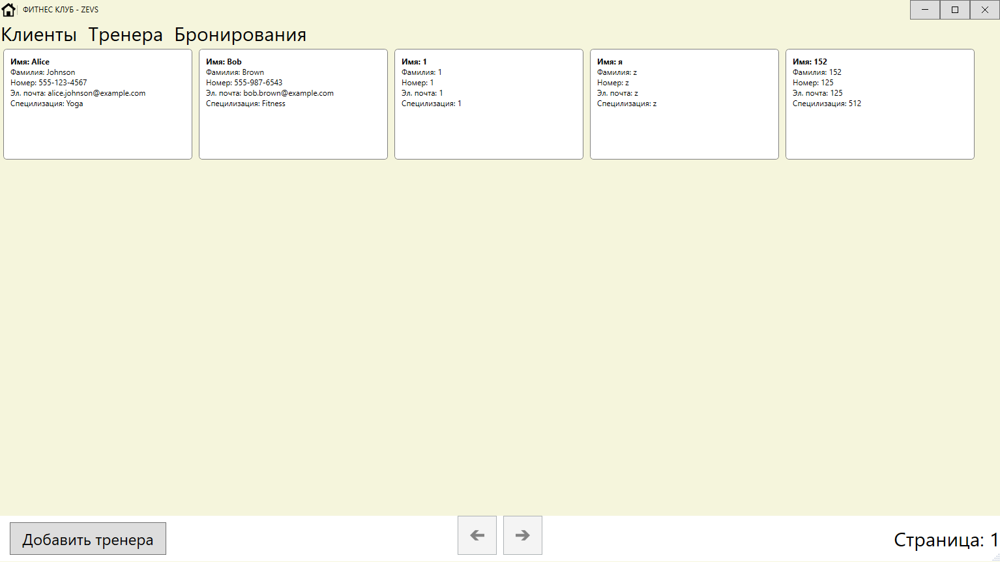 ФИТНЕС КЛУБ - ZEVS
Клиенты Тренера Бронирования
Имя: Alice
Фамилия: Johnson
Номер: 555-123-4567
Эл. почта: alice.johnson@example.com
Специлизация: Yoga
Имя: Bob
Фамилия: Brown
Номер: 555-987-6543
Эл. почта: bob.brown@example.com
Специлизация: Fitness
Имя: 1
Фамилия: 1
Номер: 1
Эл. почта: 1
Специлизация: 1
Имя: я
Фамилия: z
Номер: z
Эл. почта: z
Специлизация: z
Имя: 152
Фамилия: 152
Номер: 125
Эл. почта: 125
Специлизация: 512
Добавить тренера
Страница: 1